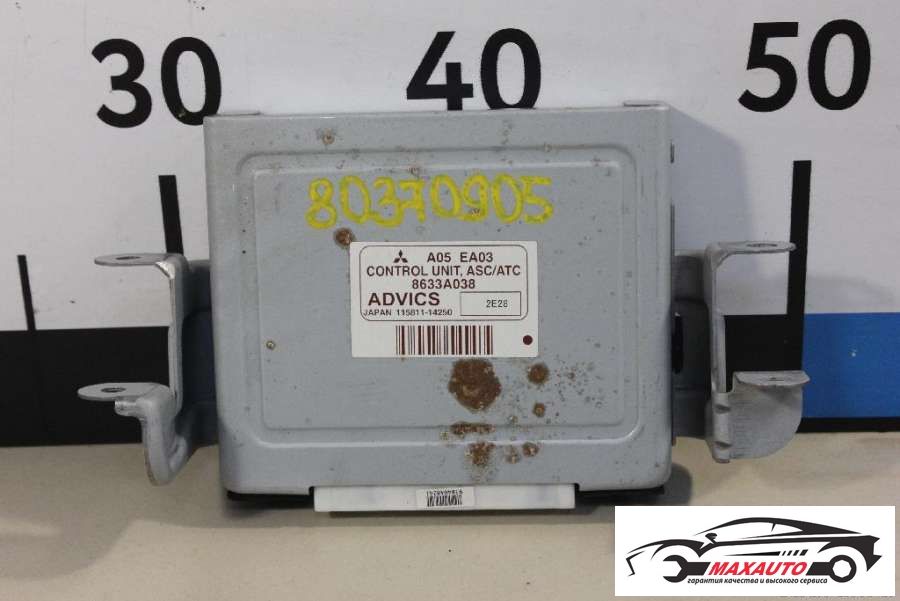 30 40 50
80370905
A05 EA03
CONTROL UNIT, ASC/ATC
8633A038
ADVICS 2E28
JAPAN 115811-14250
MAXAUTO
гарантия качества и высокого сервиса